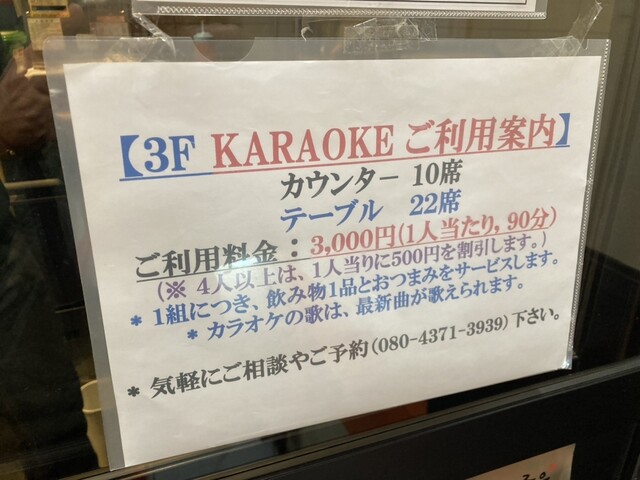 【3F KARAOKE ご利用案内】
カウンター 10席
テーブル 22席
ご利用料金：3,000円(1人当たり, 90分)
(※ 4人以上は、1人当りに500円を割引します。)
* 1組につき、飲み物1品とおつまみをサービスします。
* カラオケの歌は、最新曲が歌えられます。
* 気軽にご相談やご予約(080-4371-3939)下さい。